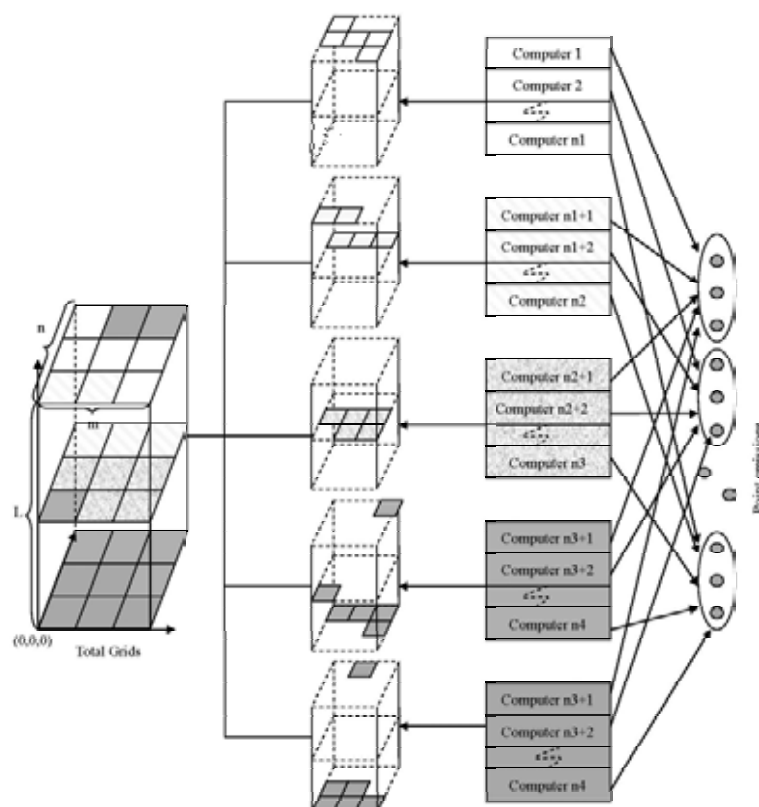 Computer 1
Computer 2
Computer n1
Computer n1+1
Computer n1+2
Computer n2
Computer n2+1
Computer n2+2
Computer n3
Computer n3+1
Computer n3+2
Computer n4
Computer n3+1
Computer n3+2
Computer n4
n
m
L
(0,0,0)
Total Grids
Point emission